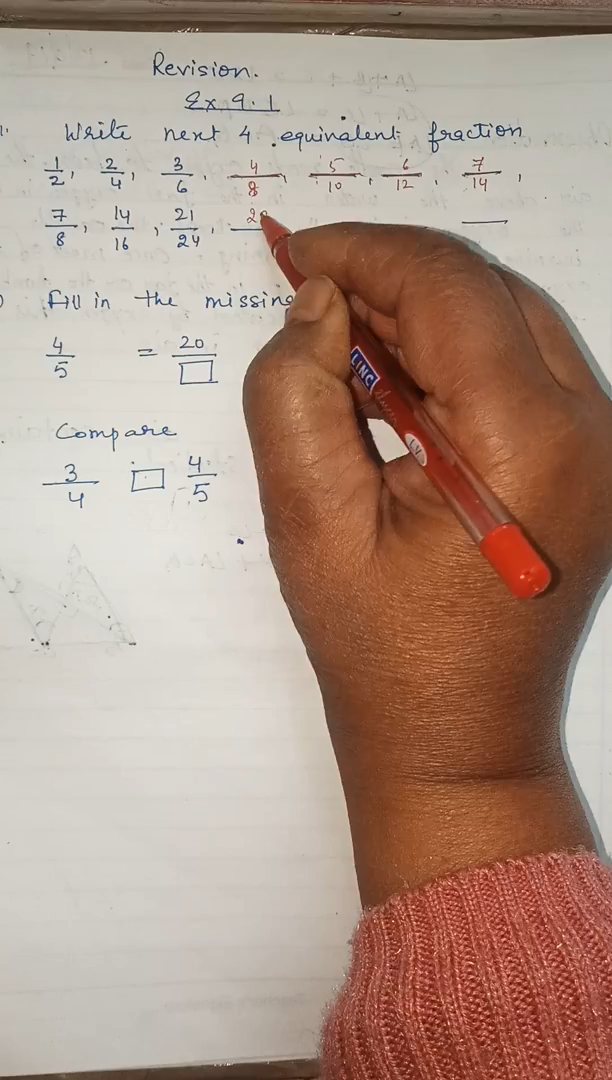 Revision.
Ex 9.1
1. Write next 4 equivalent fraction
1/2, 2/4, 3/6, 4/8, 5/10, 6/12, 7/14,
7/8, 14/16, 21/24,
Fill in the missing
4/5 = 20/□
Compare
3/4 □ 4/5
LINC